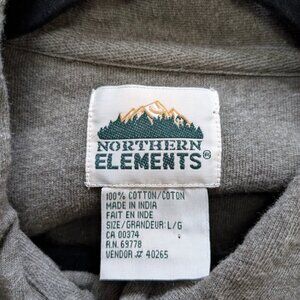 NORTHERN
ELEMENTS®
100% COTTON/COTON
MADE IN INDIA
FAIT EN INDE
SIZE/GRANDEUR: L/G
CA 00374
R.N. 69778
VENDOR # 40265